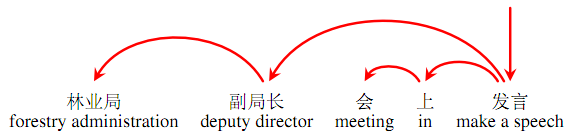 林业局 副局长 会 上 发言
forestry administration deputy director meeting in make a speech